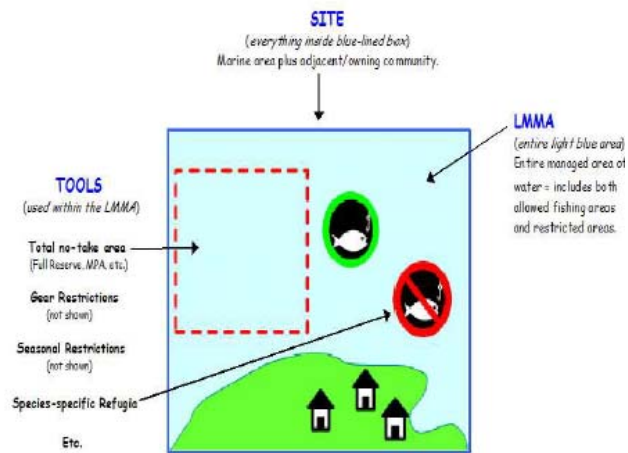 SITE
(everything inside blue-lined box)
Marine area plus adjacent/owning community.
LMMA
(entire light blue area)
Entire managed area of
water = includes both
allowed fishing areas
and restricted areas.
TOOLS
(used within the LMMA)
Total no-take area
(Full Reserve, MPA, etc.)
Gear Restrictions
(not shown)
Seasonal Restrictions
(not shown)
Species-specific Refugia
Etc.